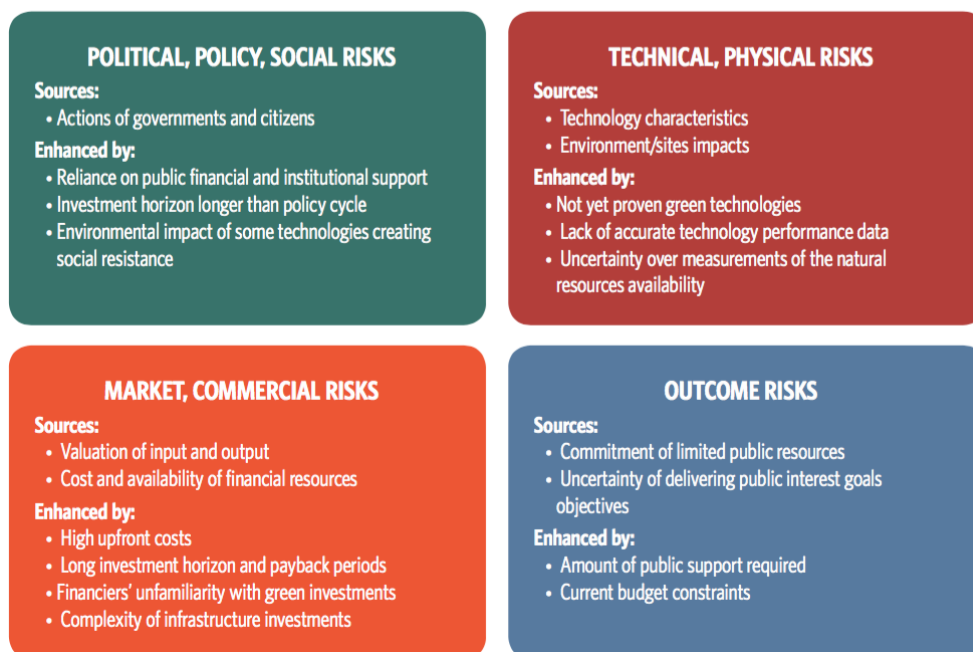 POLITICAL, POLICY, SOCIAL RISKS
Sources:
• Actions of governments and citizens
Enhanced by:
• Reliance on public financial and institutional support
• Investment horizon longer than policy cycle
• Environmental impact of some technologies creating
social resistance
TECHNICAL, PHYSICAL RISKS
Sources:
• Technology characteristics
• Environment/sites impacts
Enhanced by:
• Not yet proven green technologies
• Lack of accurate technology performance data
• Uncertainty over measurements of the natural
resources availability
MARKET, COMMERCIAL RISKS
Sources:
• Valuation of input and output
• Cost and availability of financial resources
Enhanced by:
• High upfront costs
• Long investment horizon and payback periods
• Financiers' unfamiliarity with green investments
• Complexity of infrastructure investments
OUTCOME RISKS
Sources:
• Commitment of limited public resources
• Uncertainty of delivering public interest goals
objectives
Enhanced by:
• Amount of public support required
• Current budget constraints